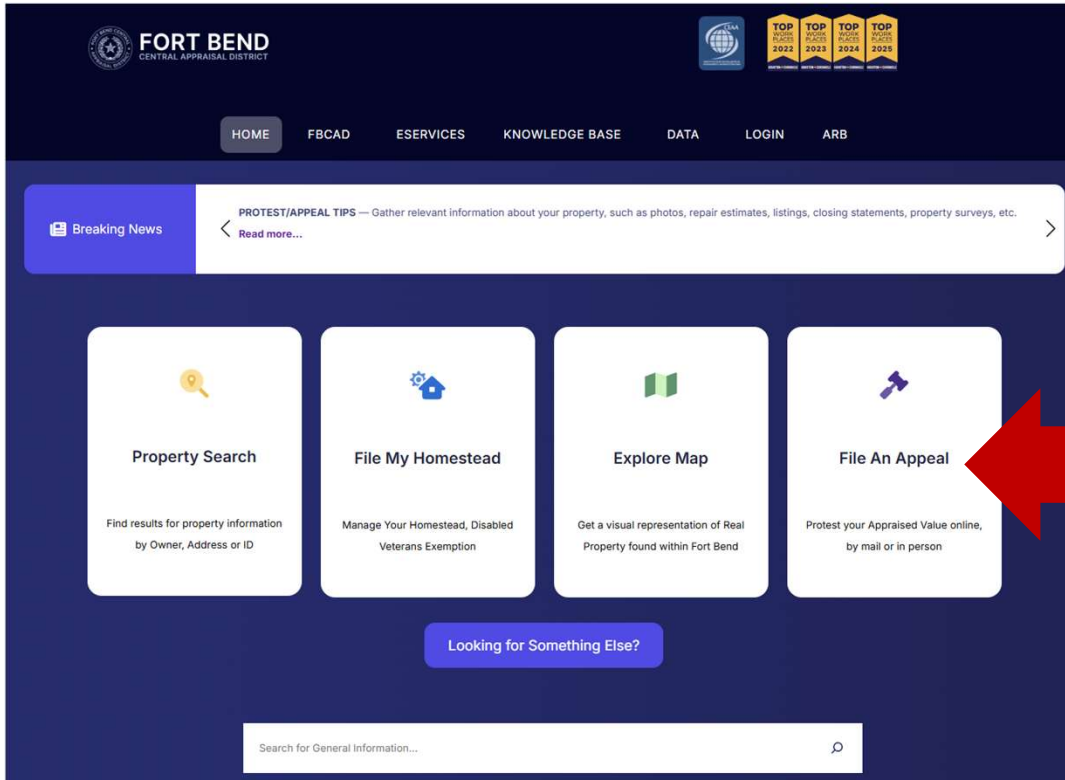 FORT BEND
CENTRAL APPRAISAL DISTRICT
TOP TOP TOP TOP
WORK WORK WORK WORK
PLACES PLACES PLACES PLACES
2022 2023 2024 2025
HOME FBCAD ESERVICES KNOWLEDGE BASE DATA LOGIN ARB
Breaking News
PROTEST/APPEAL TIPS — Gather relevant information about your property, such as photos, repair estimates, listings, closing statements, property surveys, etc.
Read more...
Property Search
Find results for property information
by Owner, Address or ID
File My Homestead
Manage Your Homestead, Disabled
Veterans Exemption
Explore Map
Get a visual representation of Real
Property found within Fort Bend
File An Appeal
Protest your Appraised Value online,
by mail or in person
Looking for Something Else?
Search for General Information...